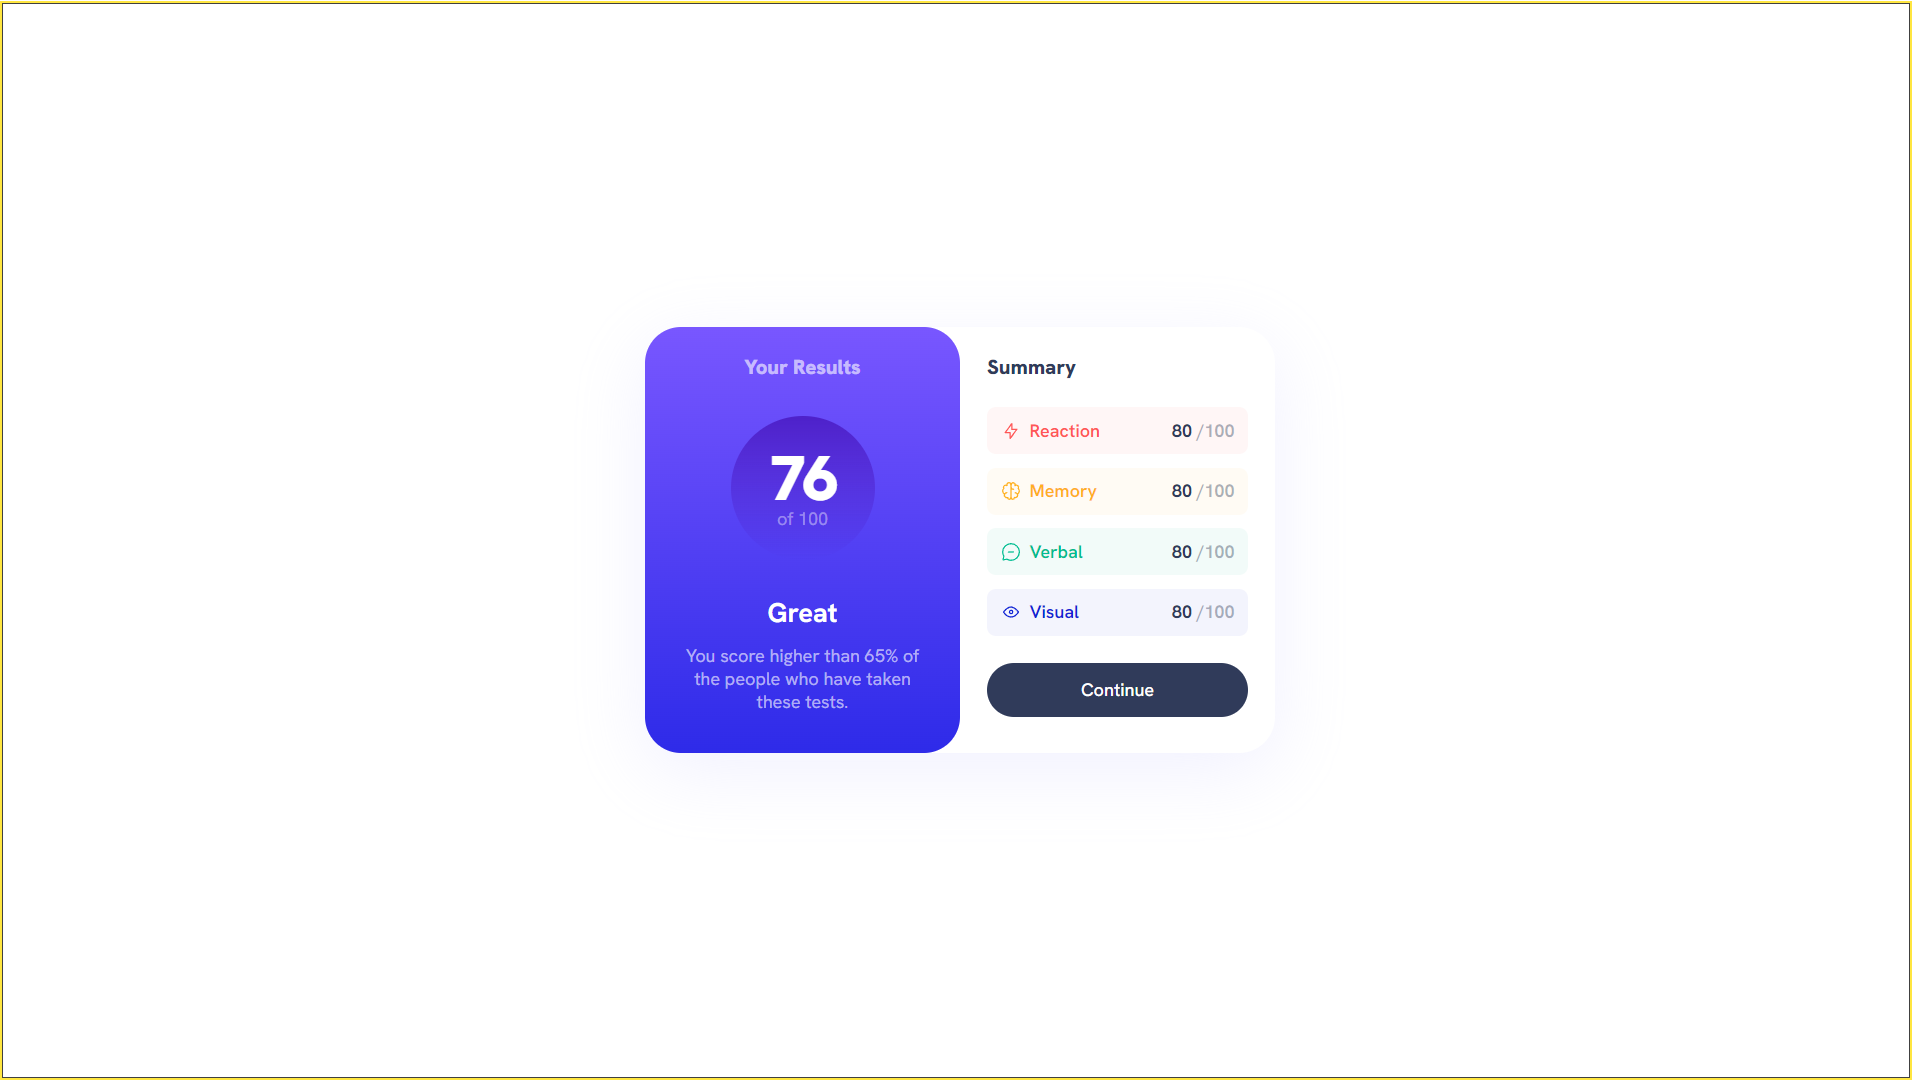 Your Results
76
of 100
Great
You score higher than 65% of
the people who have taken
these tests.
Summary
Reaction 80 /100
Memory 80 /100
Verbal 80 /100
Visual 80 /100
Continue